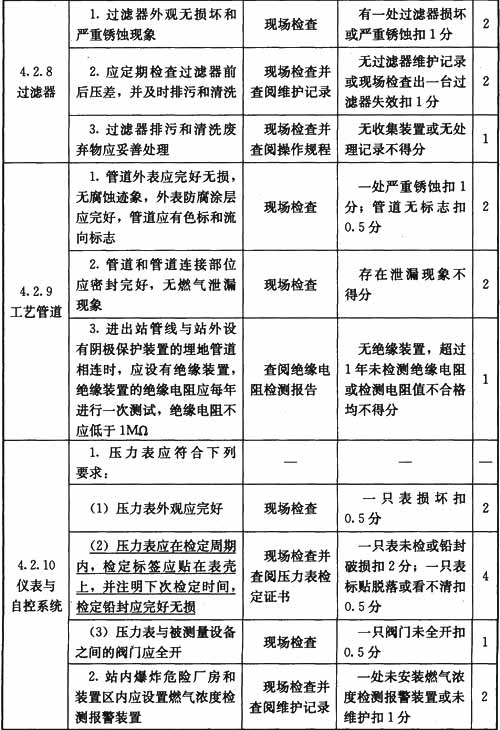 4.2.8
过滤器
1. 过滤器外观无损坏和
严重锈蚀现象
现场检查
有一处过滤器损坏
或严重锈蚀扣1分
2
2. 应定期检查过滤器前
后压差，并及时排污和清洗
现场检查并
查阅维护记录
无过滤器维护记录
或现场检查出一台过
滤器失效扣1分
2
3. 过滤器排污和清洗废
弃物应妥善处理
现场检查并
查阅操作规程
无收集装置或无处
理记录不得分
1
4.2.9
工艺管道
1. 管道外表应完好无损，
无腐蚀迹象，外表防腐涂层
应完好，管道应有色标和流
向标志
现场检查
一处严重锈蚀扣1
分；管道无标志扣
0.5分
2
2. 管道和管道连接部位
应密封完好，无燃气泄漏
现象
现场检查
存在泄漏现象不
得分
2
3. 进出站管线与站外设
有阴极保护装置的埋地管道
相连时，应设有绝缘装置，
绝缘装置的绝缘电阻应每年
进行一次测试，绝缘电阻不
应低于1MΩ
查阅绝缘电
阻检测报告
无绝缘装置，超过
1年未检测绝缘电阻
或检测电阻值不合格
均不得分
1
4.2.10
仪表与
自控系统
1. 压力表应符合下列
要求：
—
—
—
（1）压力表外观应完好
现场检查
一只表损坏扣
0.5分
2
（2）压力表应在检定周期
内，检定标签应贴在表壳
上，并注明下次检定时间，
检定铅封应完好无损
现场检查并
查阅压力表检
定证书
一只表未检或铅封
破损扣2分；一只表
标贴脱落或看不清扣
0.5分
4
（3）压力表与被测量设备
之间的阀门应全开
现场检查
一只阀门未全开扣
0.5分
1
2. 站内爆炸危险厂房和
装置区内应设置燃气浓度检
测报警装置
现场检查并
查阅维护记录
一处未安装燃气浓
度检测报警装置或未
维护扣1分
2